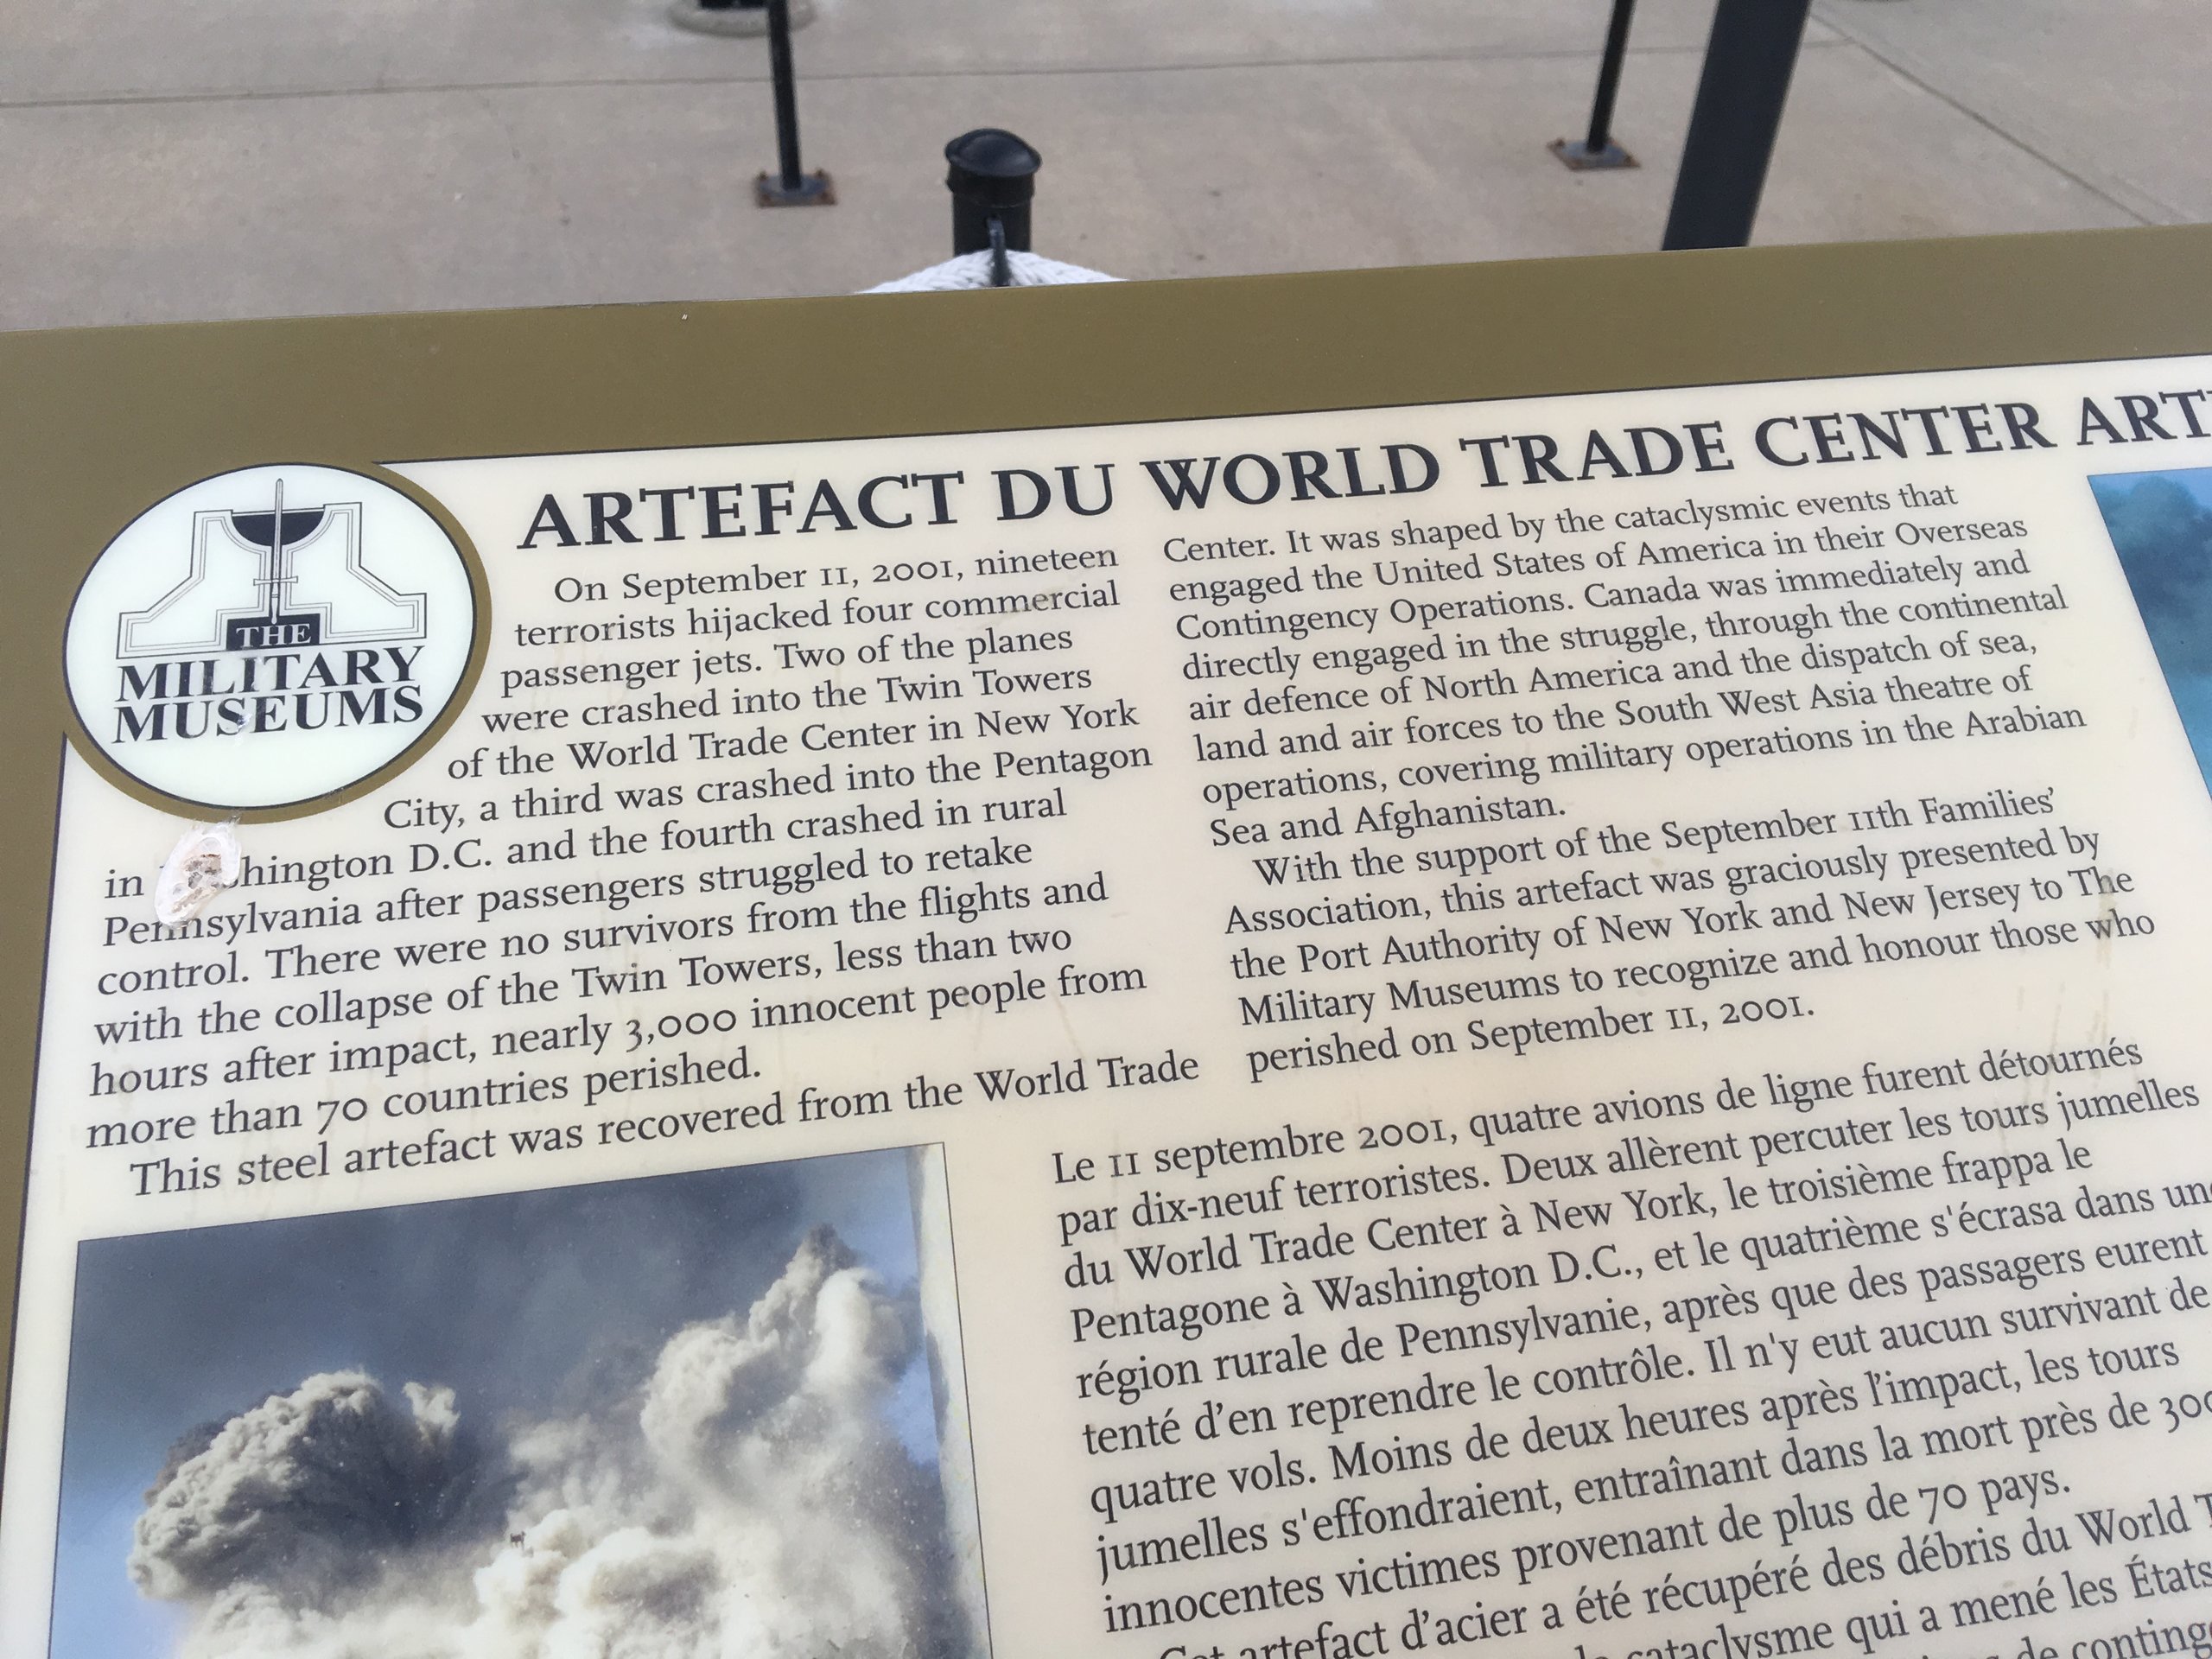 THE
MILITARY
MUSEUMS
ARTEFACT DU WORLD TRADE CENTER ART
On September 11, 2001, nineteen
terrorists hijacked four commercial
passenger jets. Two of the planes
were crashed into the Twin Towers
of the World Trade Center in New York
City, a third was crashed into the Pentagon
in hington D.C. and the fourth crashed in rural
Pennsylvania after passengers struggled to retake
control. There were no survivors from the flights and
with the collapse of the Twin Towers, less than two
hours after impact, nearly 3,000 innocent people from
more than 70 countries perished.
This steel artefact was recovered from the World Trade
Center. It was shaped by the cataclysmic events that
engaged the United States of America in their Overseas
Contingency Operations. Canada was immediately and
directly engaged in the struggle, through the continental
air defence of North America and the dispatch of sea,
land and air forces to the South West Asia theatre of
operations, covering military operations in the Arabian
Sea and Afghanistan.
With the support of the September 11th Families'
Association, this artefact was graciously presented by
the Port Authority of New York and New Jersey to The
Military Museums to recognize and honour those who
perished on September 11, 2001.
Le 11 septembre 2001, quatre avions de ligne furent détournés
par dix-neuf terroristes. Deux allèrent percuter les tours jumelles
du World Trade Center à New York, le troisième frappa le
Pentagone à Washington D.C., et le quatrième s'écrasa dans une
région rurale de Pennsylvanie, après que des passagers eurent
tenté d'en reprendre le contrôle. Il n'y eut aucun survivant de
quatre vols. Moins de deux heures après l'impact, les tours
jumelles s'effondraient, entraînant dans la mort près de 300
innocentes victimes provenant de plus de 70 pays.
Cet artefact d'acier a été récupéré des débris du World T
cataclysme qui a mené les États
de conting